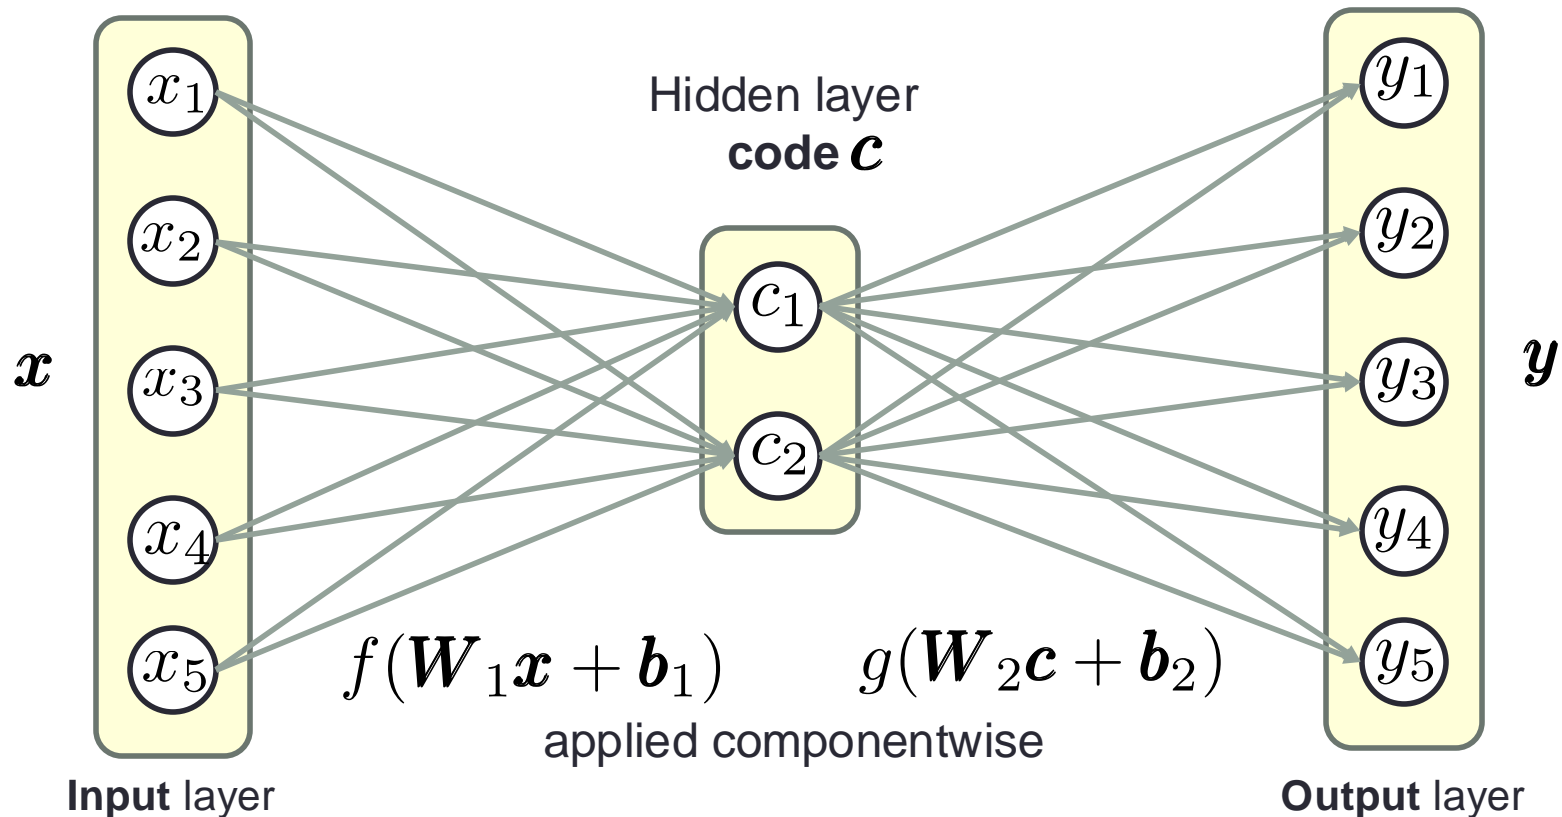 x₁
x₂
x₃
x₄
x₅
x
Input layer
Hidden layer
code c
c₁
c₂
f(W₁x + b₁)
g(W₂c + b₂)
applied componentwise
y₁
y₂
y₃
y₄
y₅
y
Output layer